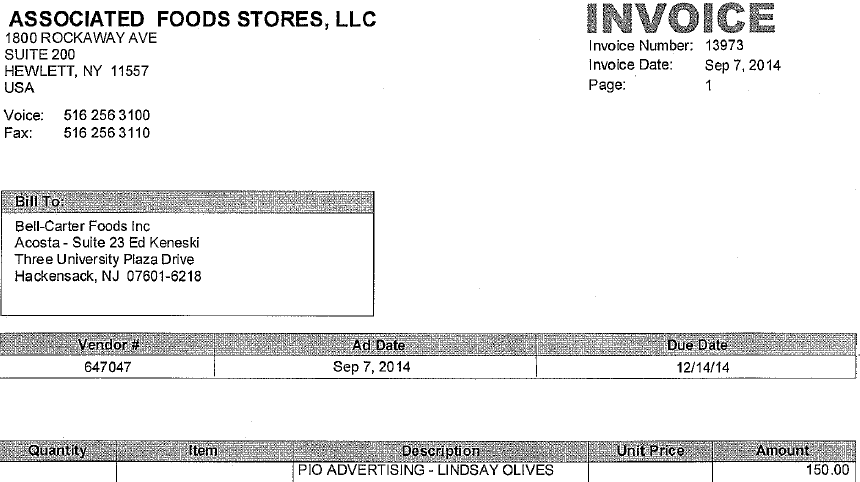 ASSOCIATED FOODS STORES, LLC
1800 ROCKAWAY AVE
SUITE 200
HEWLETT, NY 11557
USA
Voice: 516 256 3100
Fax: 516 256 3110
INVOICE
Invoice Number: 13973
Invoice Date: Sep 7, 2014
Page: 1
Bill To:
Bell-Carter Foods Inc
Acosta - Suite 23 Ed Keneski
Three University Plaza Drive
Hackensack, NJ 07601-6218
Vendor # Ad Date Due Date
647047 Sep 7, 2014 12/14/14
Quantity Item Description Unit Price Amount
PIO ADVERTISING - LINDSAY OLIVES 150.00